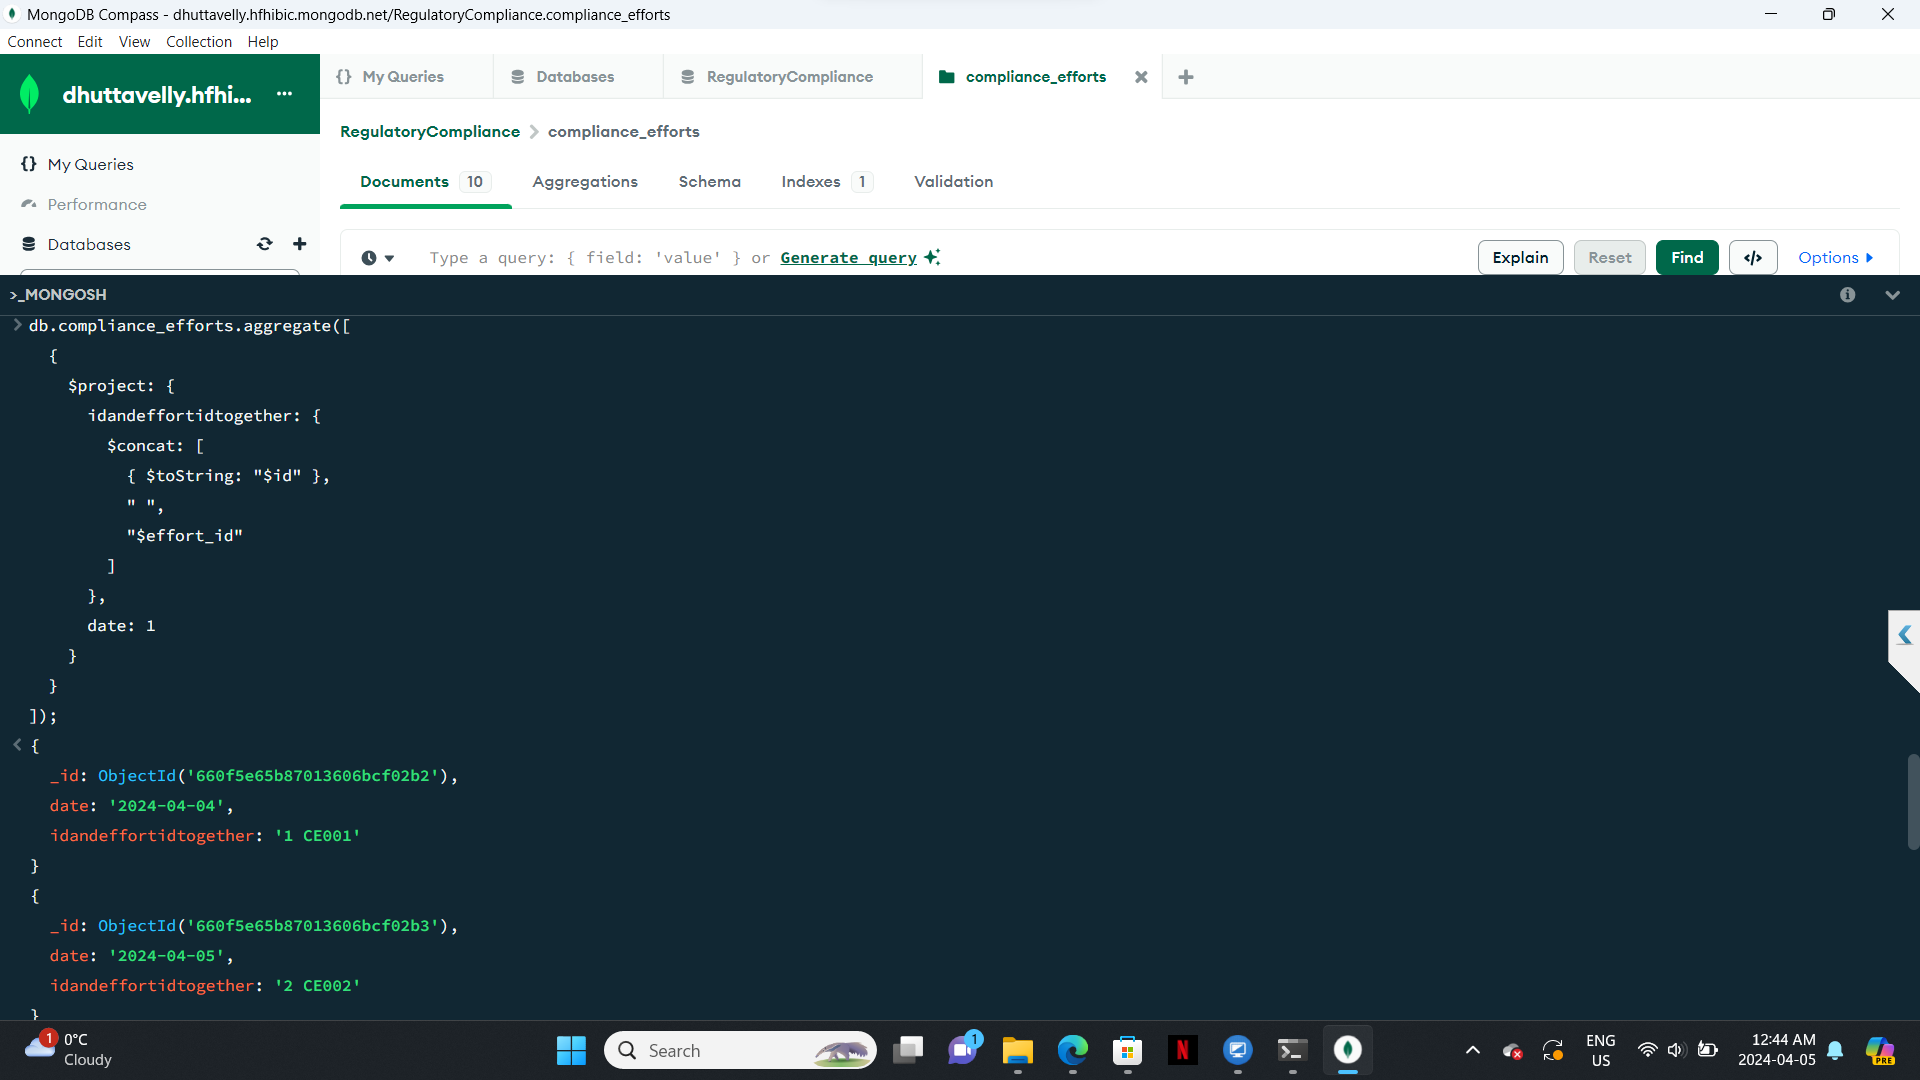 MongoDB Compass - dhuttavelly.hfhibic.mongodb.net/RegulatoryCompliance.compliance_efforts
Connect Edit View Collection Help
dhuttavelly.hfhi... ...
{} My Queries
Performance
Databases
My Queries Databases RegulatoryCompliance compliance_efforts
RegulatoryCompliance > compliance_efforts
Documents 10 Aggregations Schema Indexes 1 Validation
Type a query: { field: 'value' } or Generate query Explain Reset Find </> Options
>_MONGOSH
> db.compliance_efforts.aggregate([
{
$project: {
idandeffortidtogether: {
$concat: [
{ $toString: "$id" },
" ",
"$effort_id"
]
},
date: 1
}
}
]);
< {
_id: ObjectId('660f5e65b87013606bcf02b2'),
date: '2024-04-04',
idandeffortidtogether: '1 CE001'
}
{
_id: ObjectId('660f5e65b87013606bcf02b3'),
date: '2024-04-05',
idandeffortidtogether: '2 CE002'
}
1 0°C
Cloudy
Search
1
N
ENG
US
12:44 AM
2024-04-05
PRE